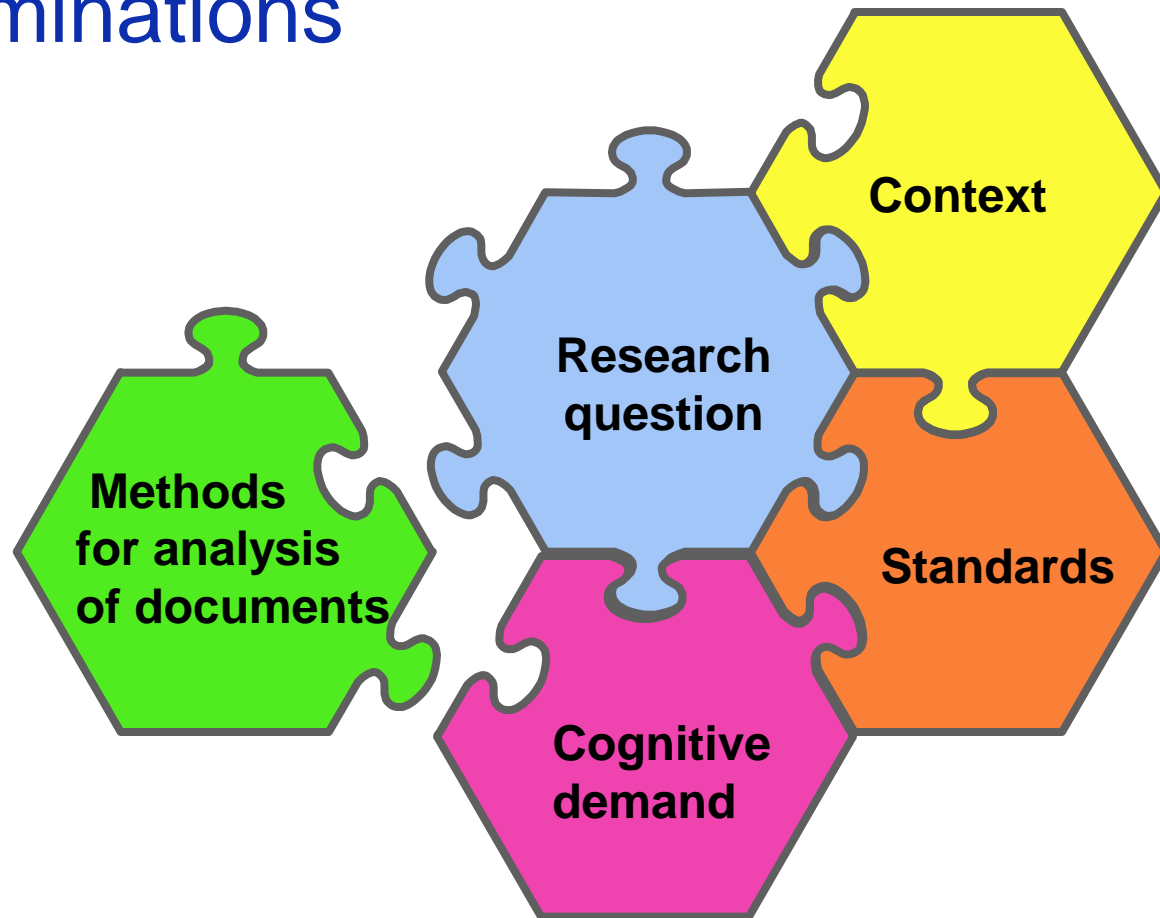 minations
Context
Research
question
Methods
for analysis
of documents
Standards
Cognitive
demand